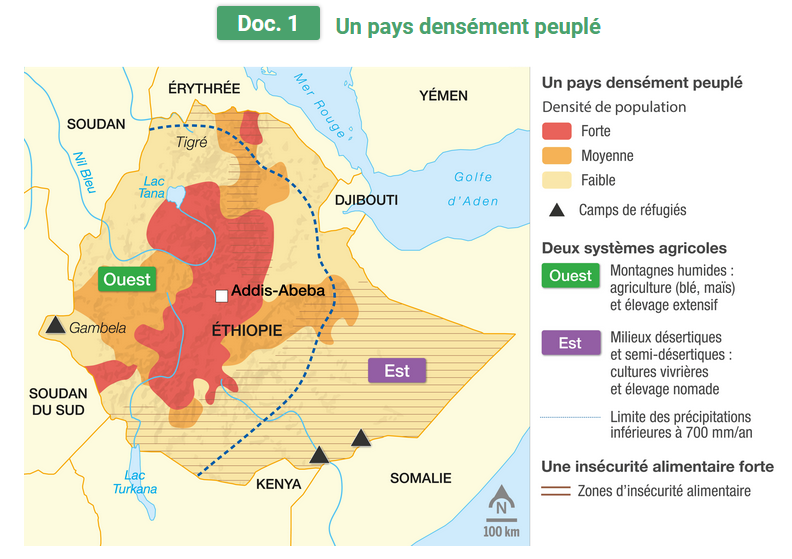 Doc. 1
Un pays densément peuplé
ÉRYTHRÉE
Mer Rouge
YÉMEN
SOUDAN
Tigré
Nil Bleu
Lac
Tana
Golfe
d'Aden
DJIBOUTI
Ouest
Addis-Abeba
Gambela
ÉTHIOPIE
Est
SOUDAN
DU SUD
Lac
Turkana
KENYA
SOMALIE
N
100 km
Un pays densément peuplé
Densité de population
Forte
Moyenne
Faible
Camps de réfugiés
Deux systèmes agricoles
Ouest
Montagnes humides :
agriculture (blé, maïs)
et élevage extensif
Est
Milieux désertiques
et semi-désertiques :
cultures vivrières
et élevage nomade
Limite des précipitations
inférieures à 700 mm/an
Une insécurité alimentaire forte
Zones d'insécurité alimentaire